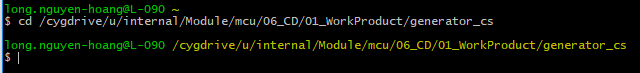 long.nguyen-hoang@L-090 ~
$ cd /cygdrive/u/internal/Module/mcu/06_CD/01_WorkProduct/generator_cs
long.nguyen-hoang@L-090 /cygdrive/u/internal/Module/mcu/06_CD/01_WorkProduct/generator_cs
$